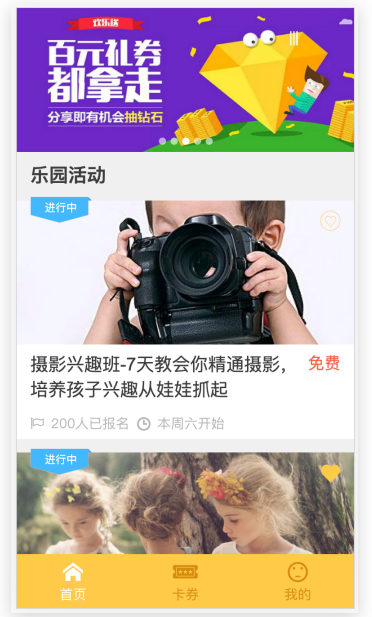 欢乐送
百元礼券
都拿走
分享即有机会抽钻石
乐园活动
进行中
摄影兴趣班-7天教会你精通摄影，
培养孩子兴趣从娃娃抓起
免费
200人已报名 本周六开始
进行中
首页 卡券 我的